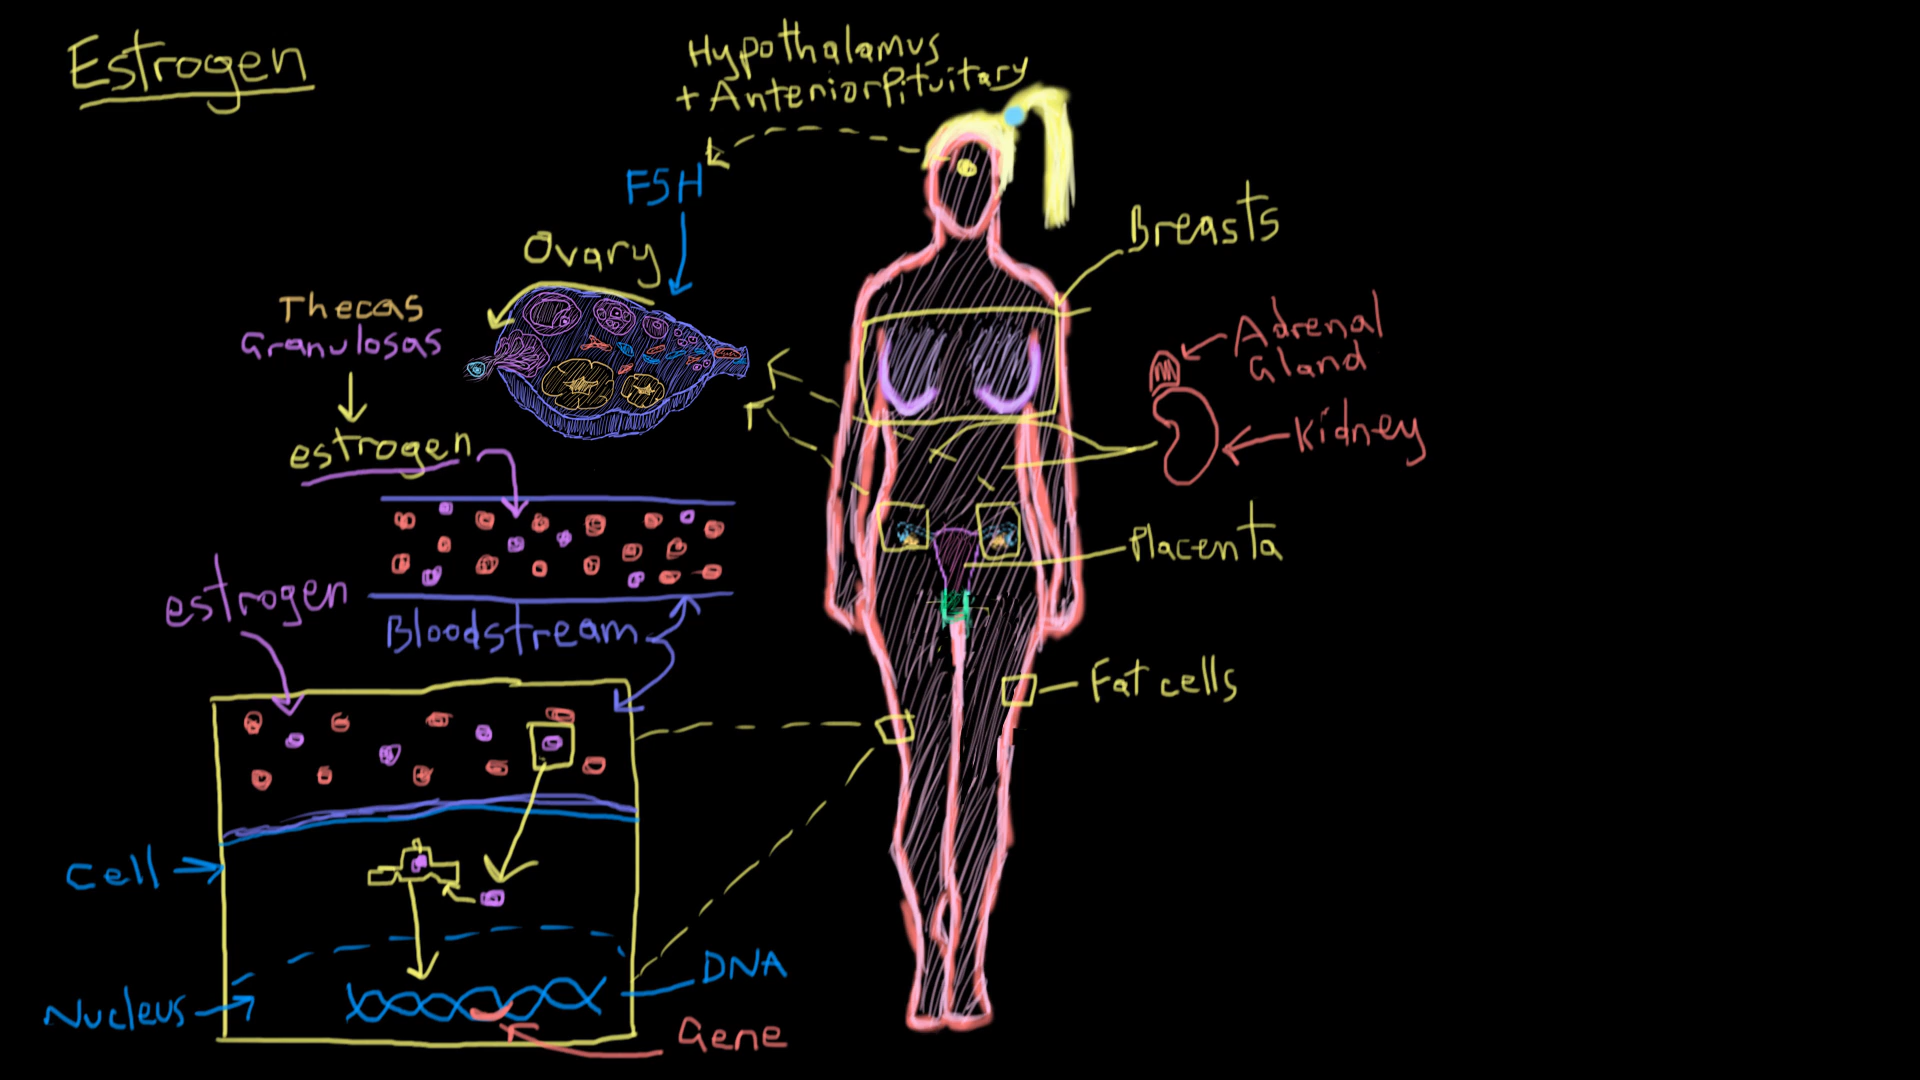 Estrogen
Hypothalamus
+ Anterior Pituitary
FSH
Ovary
Thecas
Granulosas
estrogen
Breasts
Adrenal
Gland
Kidney
Placenta
estrogen
Bloodstream
Fat cells
Cell
DNA
Nucleus
Gene